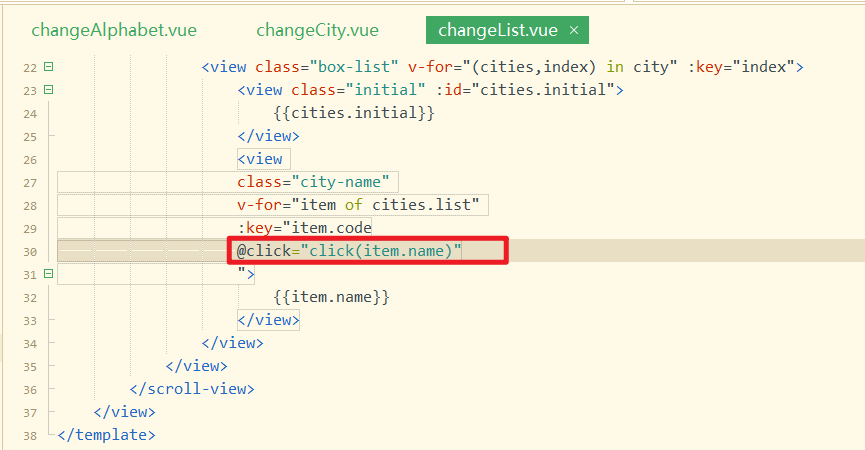 changeAlphabet.vue changeCity.vue changeList.vue ×
22 <view class="box-list" v-for="(cities,index) in city" :key="index">
23 <view class="initial" :id="cities.initial">
24 {{cities.initial}}
25 </view>
26 <view
27 class="city-name"
28 v-for="item of cities.list"
29 :key="item.code
30 @click="click(item.name)"
31 ">
32 {{item.name}}
33 </view>
34 </view>
35 </view>
36 </scroll-view>
37 </view>
38 </template>